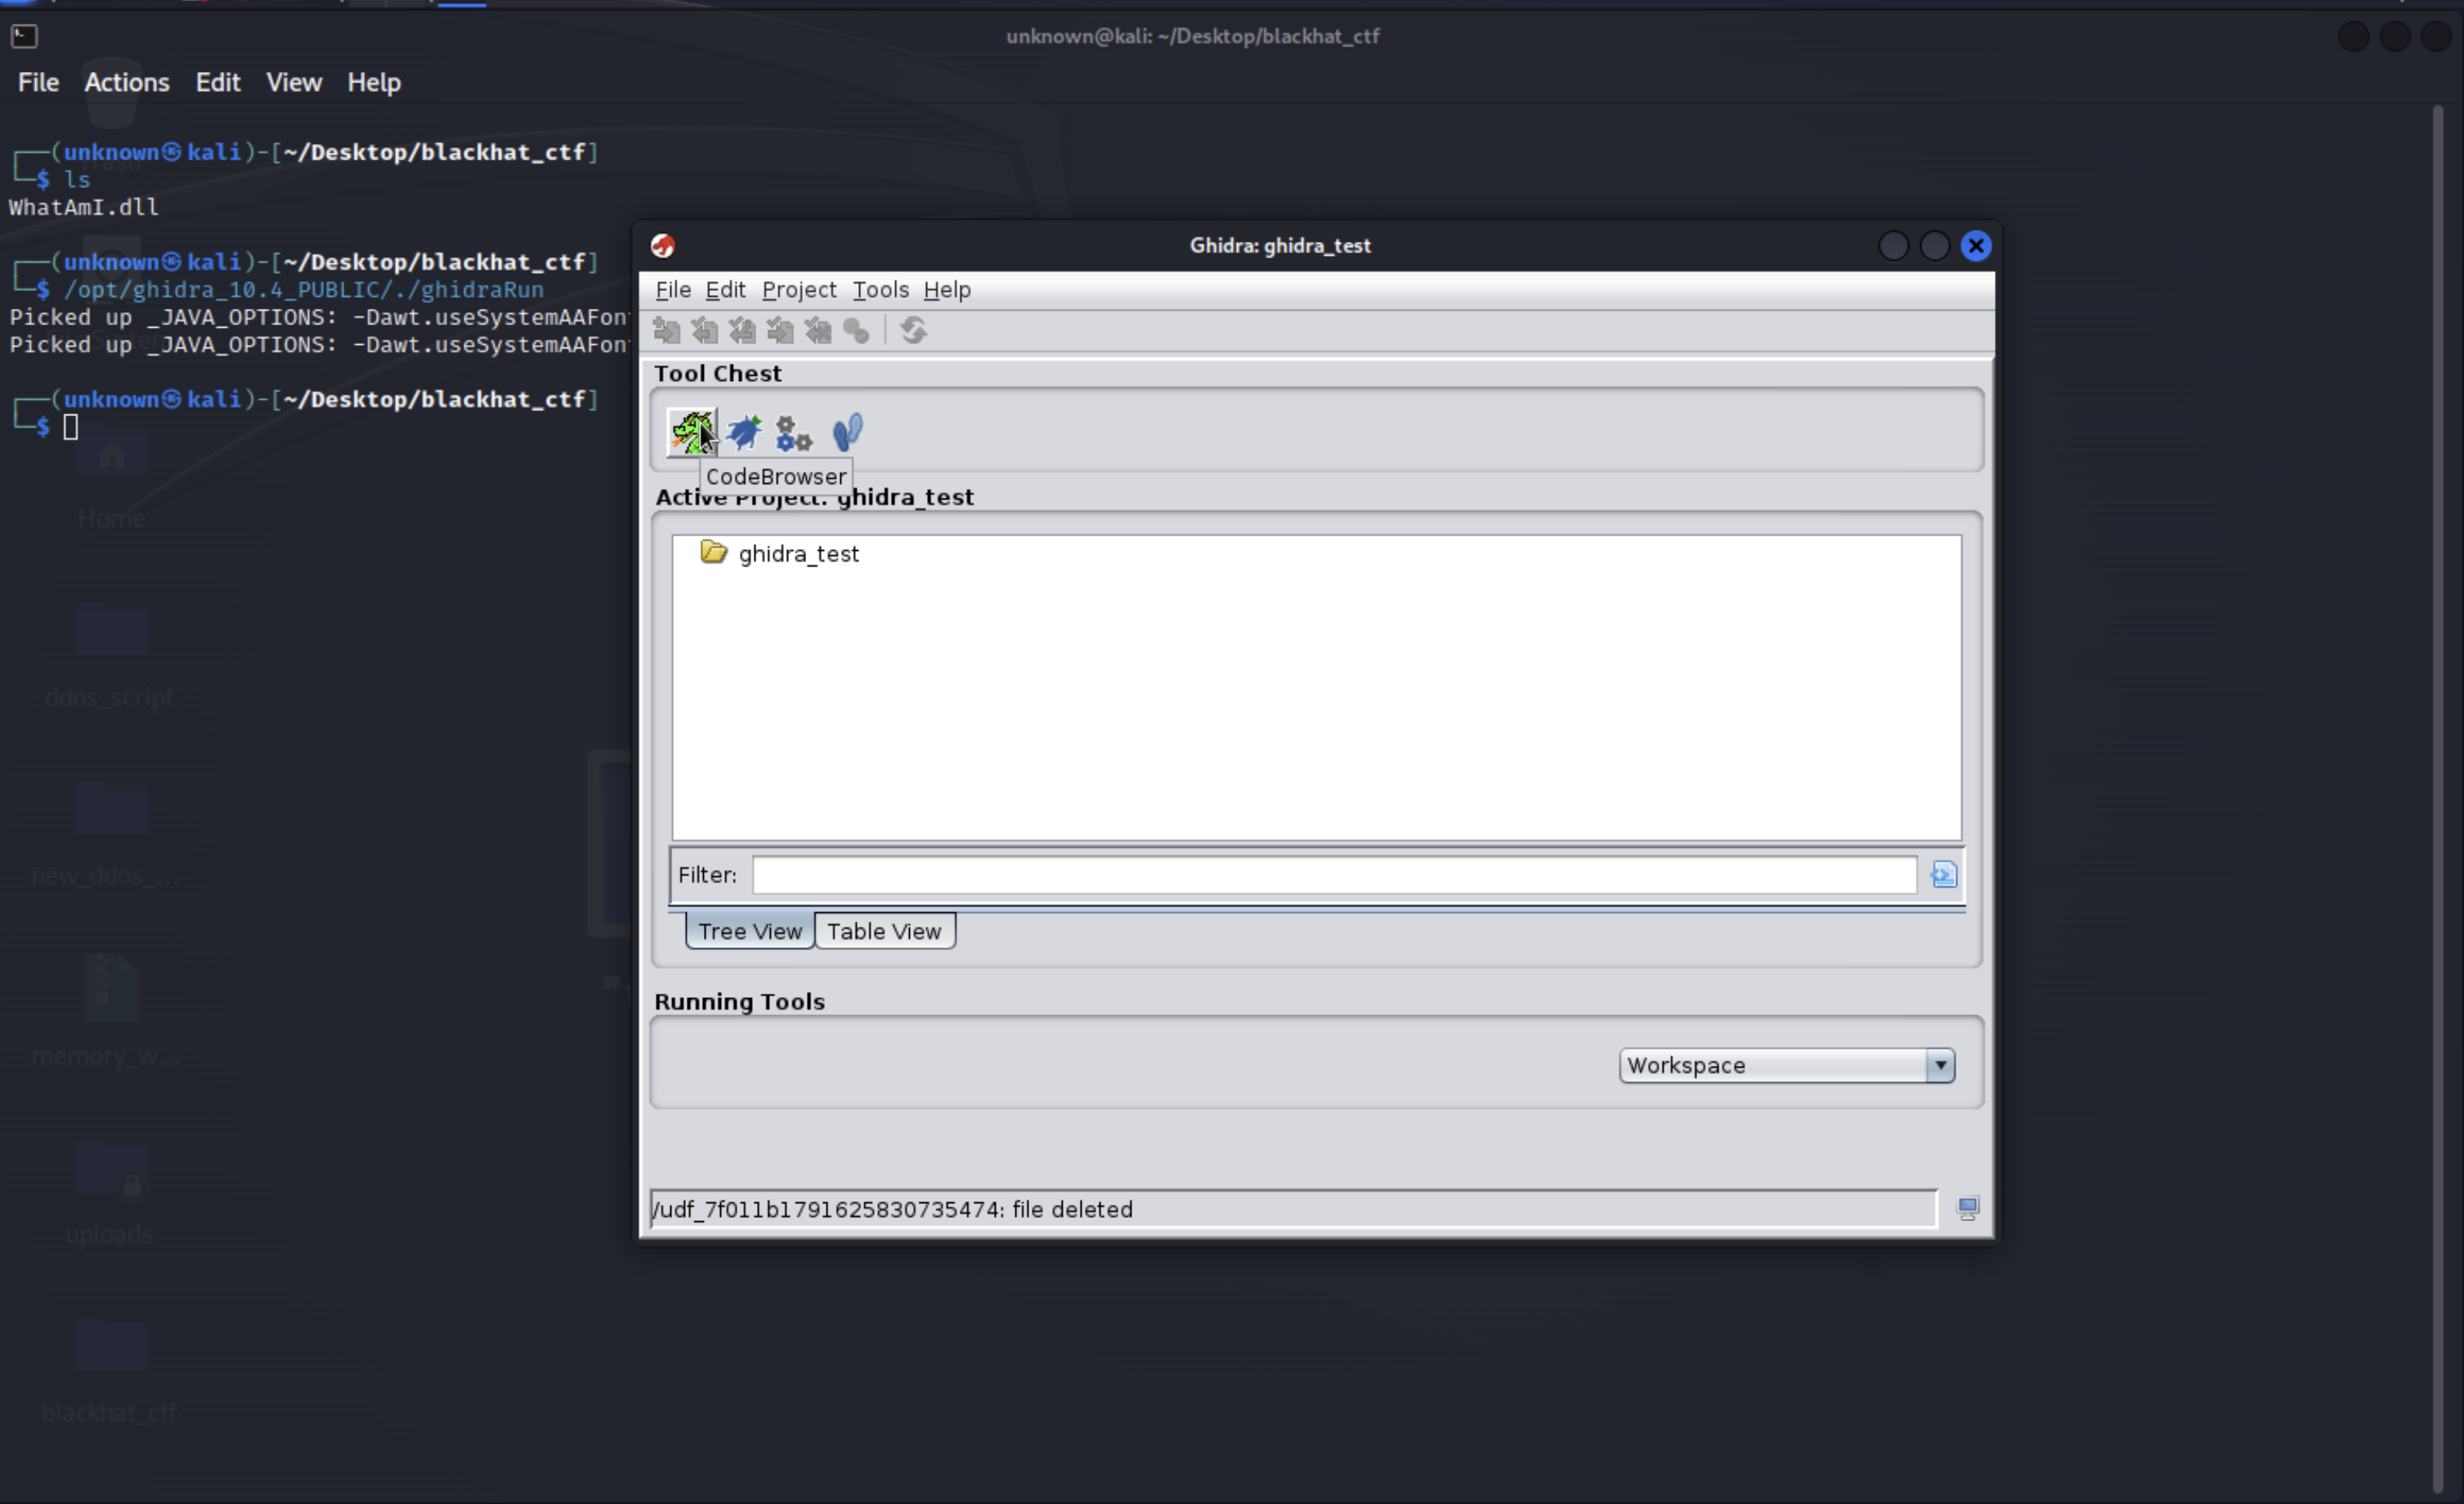 unknown@kali: ~/Desktop/blackhat_ctf
File Actions Edit View Help
┌──(unknown㉿kali)-[~/Desktop/blackhat_ctf]
└─$ ls
WhatAmI.dll
┌──(unknown㉿kali)-[~/Desktop/blackhat_ctf]
└─$ /opt/ghidra_10.4_PUBLIC/./ghidraRun
Picked up _JAVA_OPTIONS: -Dawt.useSystemAAFon
Picked up _JAVA_OPTIONS: -Dawt.useSystemAAFon
┌──(unknown㉿kali)-[~/Desktop/blackhat_ctf]
└─$
Home
ddos_script
new_ddos_...
memory_w...
uploads
blackhat_ctf
Ghidra: ghidra_test
File Edit Project Tools Help
Tool Chest
CodeBrowser
Active Project: ghidra_test
ghidra_test
Filter:
Tree View Table View
Running Tools
Workspace
/udf_7f011b1791625830735474: file deleted